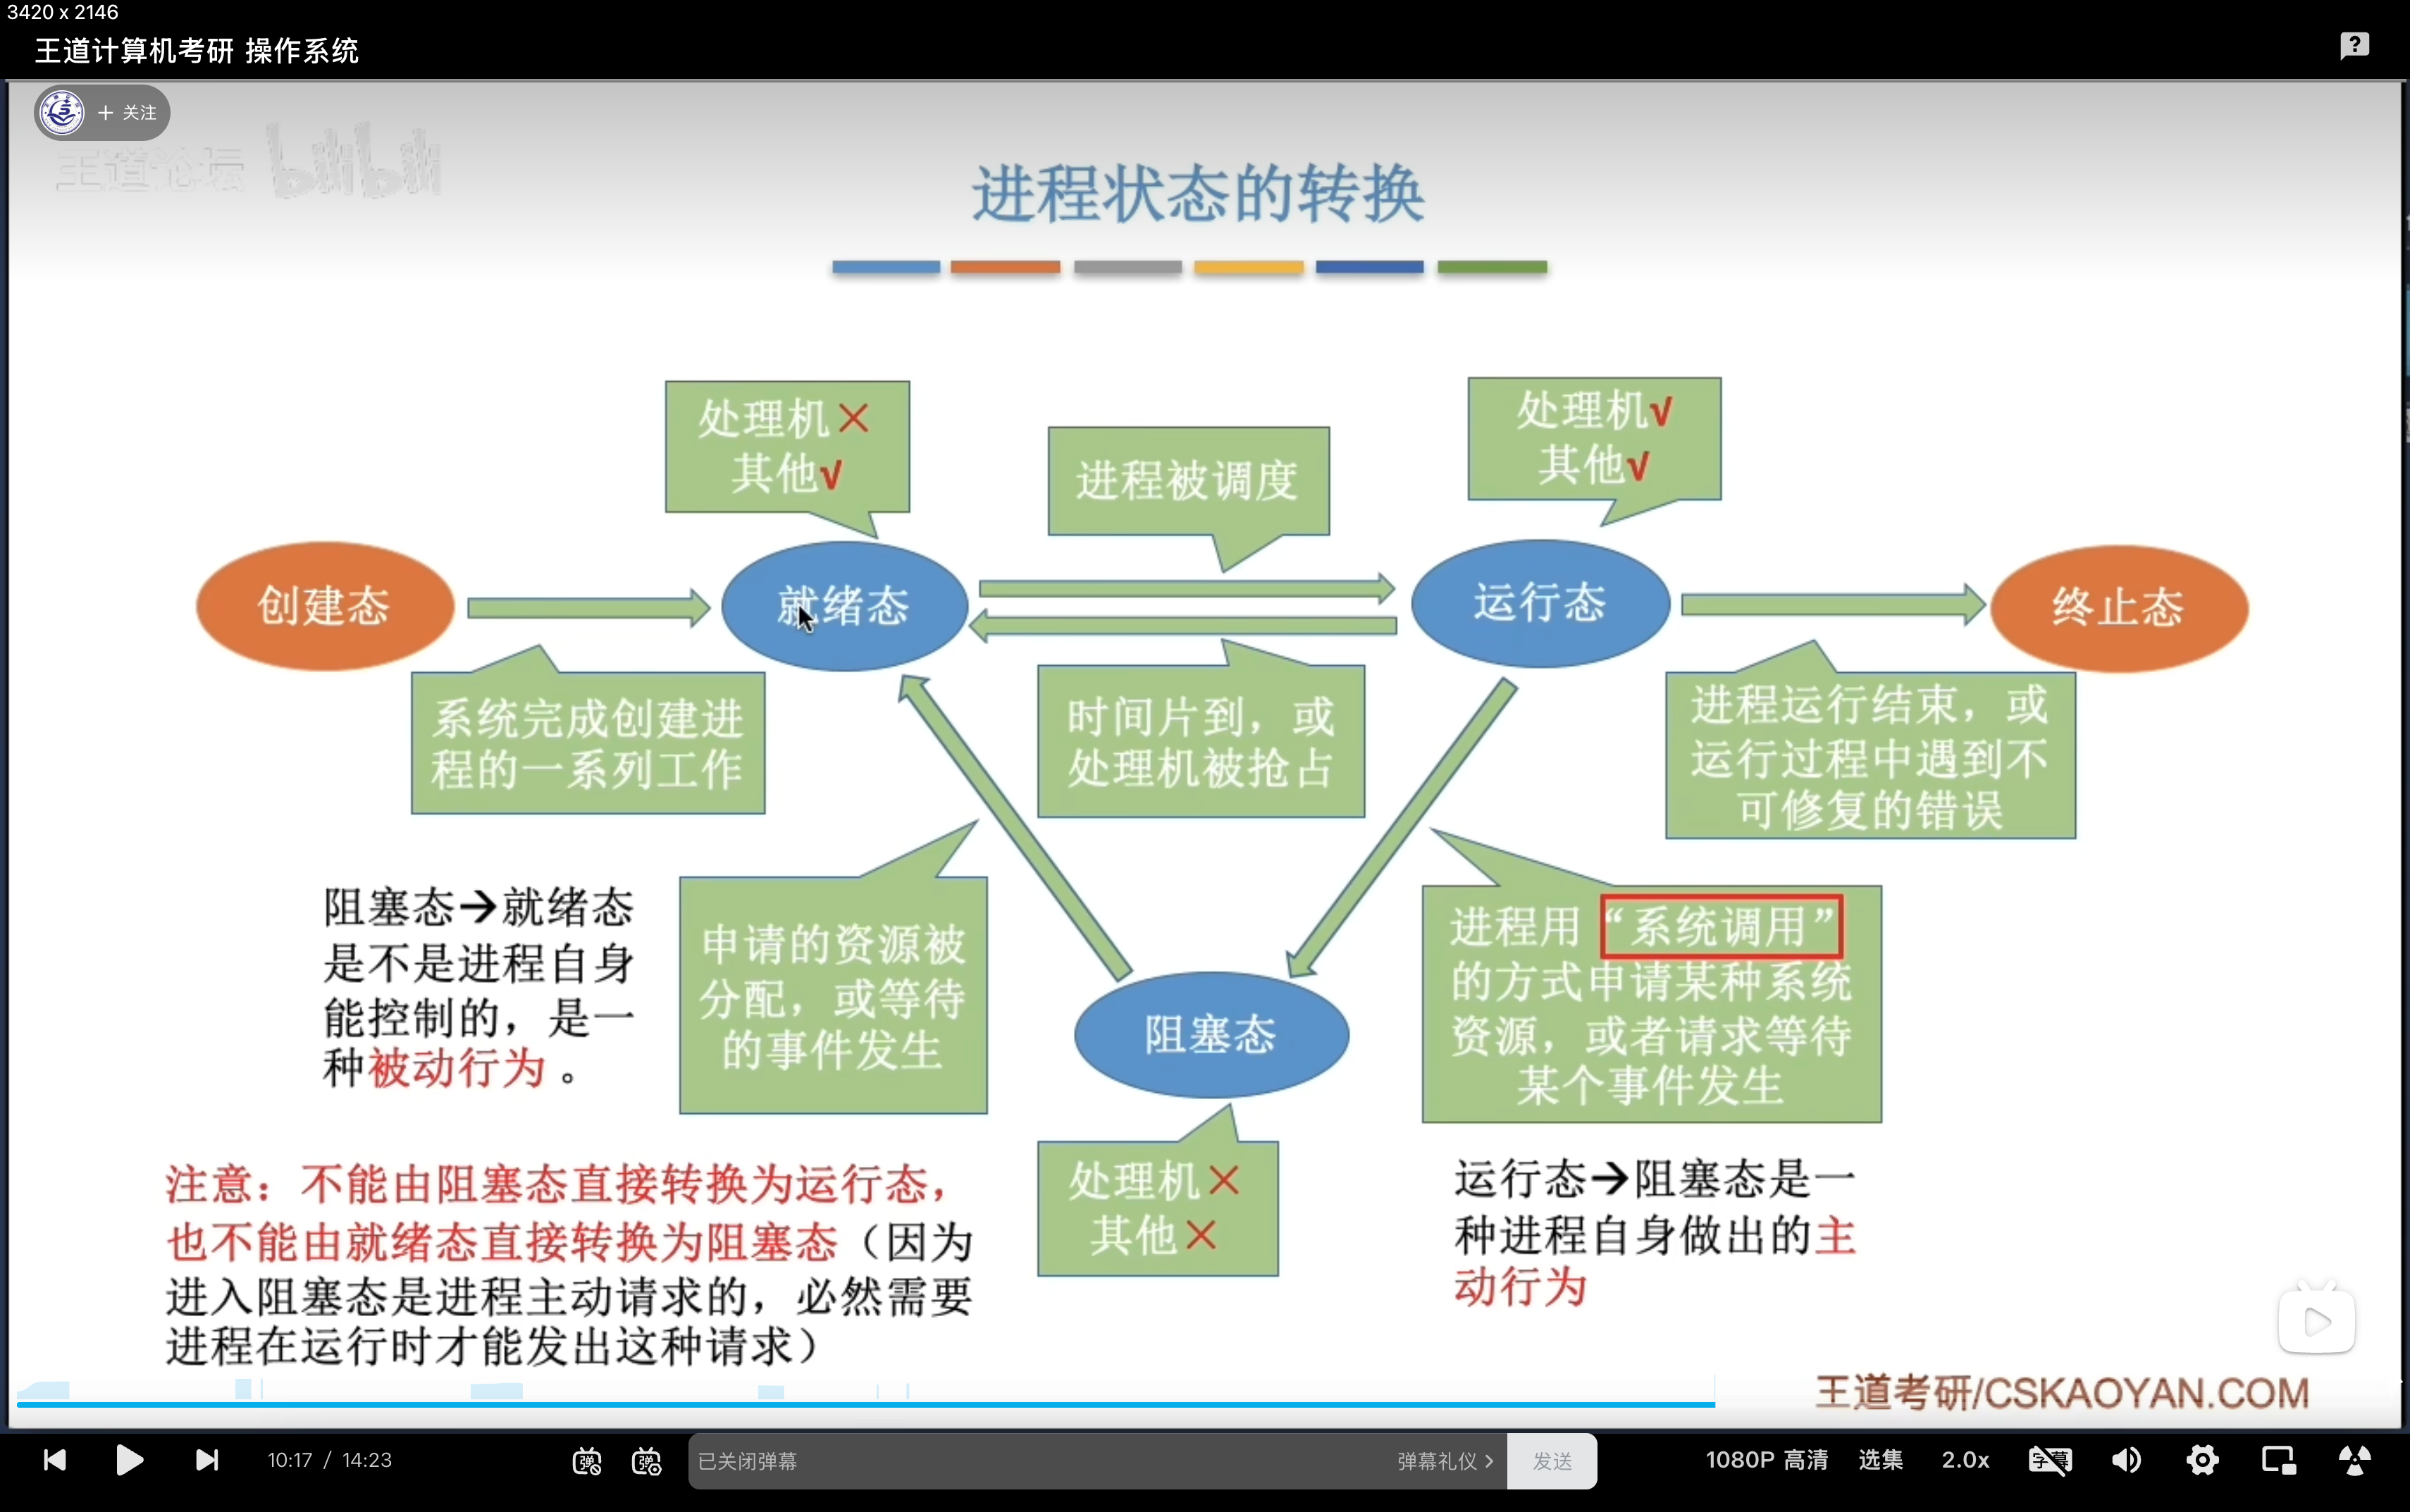 3420 x 2146
王道计算机考研 操作系统
+ 关注
王道论坛 bilibili
进程状态的转换
处理机×
其他√
进程被调度
处理机√
其他√
创建态
就绪态
运行态
终止态
系统完成创建进
程的一系列工作
时间片到，或
处理机被抢占
进程运行结束，或
运行过程中遇到不
可修复的错误
阻塞态→就绪态
是不是进程自身
能控制的，是一
种被动行为。
申请的资源被
分配，或等待
的事件发生
阻塞态
进程用“系统调用”
的方式申请某种系统
资源，或者请求等待
某个事件发生
处理机×
其他×
注意：不能由阻塞态直接转换为运行态，
也不能由就绪态直接转换为阻塞态（因为
进入阻塞态是进程主动请求的，必然需要
进程在运行时才能发出这种请求）
运行态→阻塞态是一
种进程自身做出的主
动行为
王道考研/CSKAOYAN.COM
10:17 / 14:23
弹
弹
已关闭弹幕
弹幕礼仪 >
发送
1080P 高清
选集
2.0x
字幕